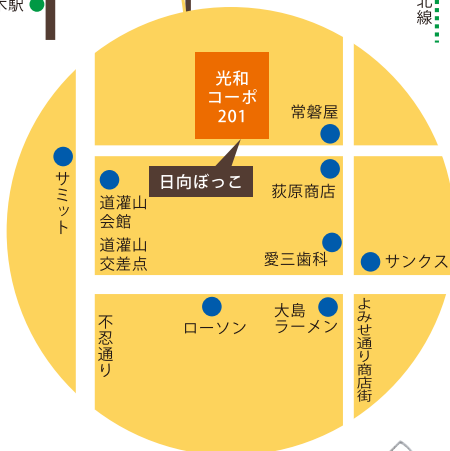 木駅
北線
光和
コーポ
201
常磐屋
サミット
日向ぼっこ
荻原商店
道灌山
会館
道灌山
交差点
愛三歯科
サンクス
不忍通り
ローソン
大島
ラーメン
よみせ通り商店街